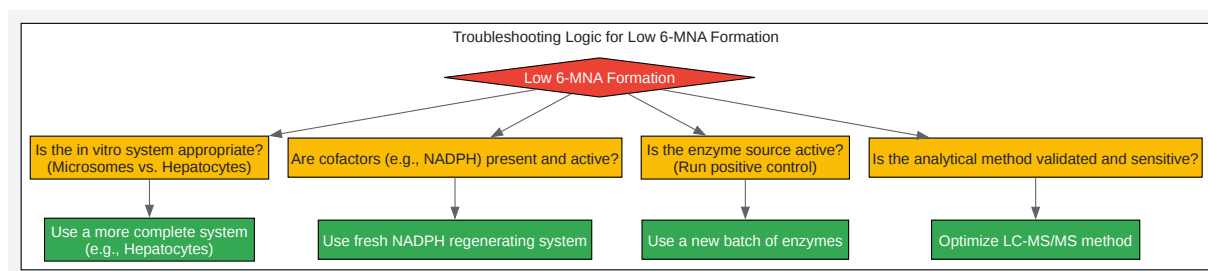 Troubleshooting Logic for Low 6-MNA Formation
Low 6-MNA Formation
Is the in vitro system appropriate?
(Microsomes vs. Hepatocytes)
Are cofactors (e.g., NADPH) present and active?
Is the enzyme source active?
(Run positive control)
Is the analytical method validated and sensitive?
Use a more complete system
(e.g., Hepatocytes)
Use fresh NADPH regenerating system
Use a new batch of enzymes
Optimize LC-MS/MS method